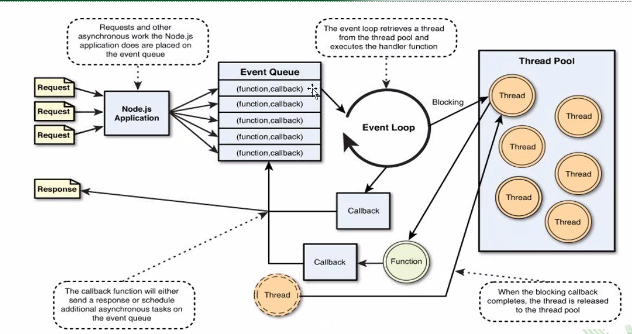 Requests and other
asynchronous work the Node.js
application does are placed on
the event queue
The event loop retrieves a thread
from the thread pool and
executes the handler function
Request
Request
Request
Node.js
Application
Event Queue
(function,callback)
(function,callback)
(function,callback)
(function,callback)
(function,callback)
Event Loop
Blocking
Thread Pool
Thread
Thread
Thread
Thread
Thread
Thread
Response
Callback
Callback
Function
Thread
The callback function will either
send a response or schedule
additional asynchronous tasks on
the event queue
When the blocking callback
completes, the thread is released
to the thread pool